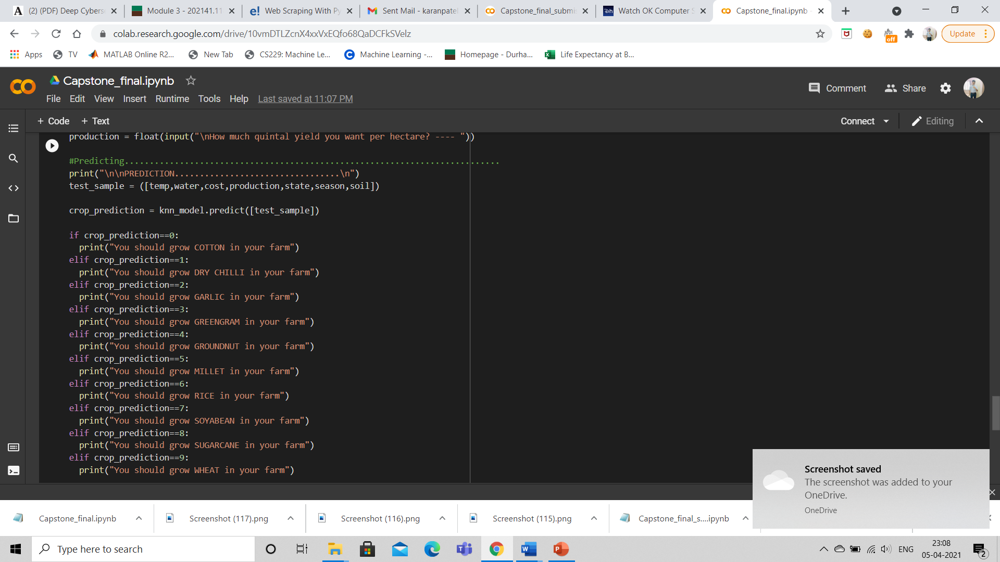 (2) (PDF) Deep Cyberse
Module 3 - 202141.11
Web Scraping With Py
Sent Mail - karanpatel
Capstone_final_submis
Watch OK Computer S
Capstone_final.ipynb -
colab.research.google.com/drive/10vmDTLZcnX4xxVxEQfo68QaDCFkSVelz
off
Update
Apps
TV
MATLAB Online R2...
New Tab
CS229: Machine Le...
Machine Learning -...
Homepage - Durha...
Life Expectancy at B...
Capstone_final.ipynb
Comment
Share
File Edit View Insert Runtime Tools Help Last saved at 11:07 PM
+ Code + Text
Connect
Editing
production = float(input("\nHow much quintal yield you want per hectare? ---- "))
#Predicting...........................................................................
print("\n\nPREDICTION.................................\n")
test_sample = ([temp,water,cost,production,state,season,soil])
crop_prediction = knn_model.predict([test_sample])
if crop_prediction==0:
print("You should grow COTTON in your farm")
elif crop_prediction==1:
print("You should grow DRY CHILLI in your farm")
elif crop_prediction==2:
print("You should grow GARLIC in your farm")
elif crop_prediction==3:
print("You should grow GREENGRAM in your farm")
elif crop_prediction==4:
print("You should grow GROUNDNUT in your farm")
elif crop_prediction==5:
print("You should grow MILLET in your farm")
elif crop_prediction==6:
print("You should grow RICE in your farm")
elif crop_prediction==7:
print("You should grow SOYABEAN in your farm")
elif crop_prediction==8:
print("You should grow SUGARCANE in your farm")
elif crop_prediction==9:
print("You should grow WHEAT in your farm")
Screenshot saved
The screenshot was added to your
OneDrive.
OneDrive
Capstone_final.ipynb
Screenshot (117).png
Screenshot (116).png
Screenshot (115).png
Capstone_final_s....ipynb
Type here to search
ENG
23:08
05-04-2021
2